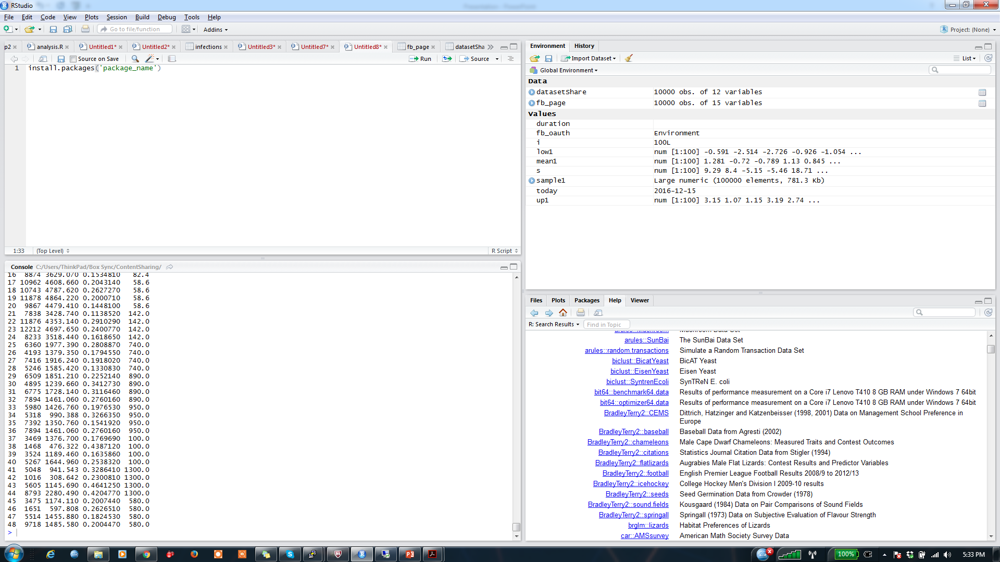 RStudio
File Edit Code View Plots Session Build Debug Tools Help
Go to file/function Addins Project: (None)
p2 analysis.R Untitled1* Untitled2* infections Untitled3* Untitled7* Untitled8* fb_page datasetSha
Source on Save Run Source
1 install.packages('package_name')
1:33 (Top Level) R Script
Console C:/Users/ThinkPad/Box Sync/ContentSharing/
16 8874 3629.070 0.1534810 82.4
17 10962 4608.660 0.2043140 58.6
18 10743 4787.620 0.2627270 58.6
19 11878 4864.220 0.2000710 58.6
20 9867 4479.410 0.1448100 58.6
21 7838 3428.740 0.1138520 142.0
22 11876 4353.140 0.2910290 142.0
23 12212 4697.650 0.2400770 142.0
24 8233 3518.440 0.1618650 142.0
25 6360 1977.390 0.2808870 740.0
26 4193 1379.350 0.1794550 740.0
27 7416 1916.240 0.1918020 740.0
28 5246 1585.420 0.1330830 740.0
29 6509 1851.210 0.2252140 890.0
30 4895 1239.660 0.3412730 890.0
31 6775 1728.140 0.3116460 890.0
32 7894 1461.060 0.2760160 890.0
33 5980 1426.760 0.1976530 950.0
34 5318 990.388 0.3266350 950.0
35 7392 1350.760 0.1541920 950.0
36 7894 1461.060 0.2760160 950.0
37 3469 1376.700 0.1769690 100.0
38 1468 476.322 0.4387120 100.0
39 3524 1189.460 0.1635860 100.0
40 5267 1644.960 0.2538320 100.0
41 5048 941.543 0.3286410 1300.0
42 1016 308.642 0.2300810 1300.0
43 5605 1145.690 0.4641250 1300.0
44 8793 2280.490 0.4204770 1300.0
45 3475 1174.110 0.2007440 580.0
46 1651 597.808 0.2626510 580.0
47 5514 1455.880 0.1824530 580.0
48 9718 1485.580 0.2004470 580.0
>
Environment History
Import Dataset List
Global Environment
Data
datasetShare 10000 obs. of 12 variables
fb_page 10000 obs. of 15 variables
Values
duration
fb_oauth Environment
i 100L
low1 num [1:100] -0.591 -2.514 -2.726 -0.926 -1.054 ...
mean1 num [1:100] 1.281 -0.72 -0.789 1.13 0.845 ...
s num [1:100] 9.29 8.4 -5.15 -5.46 18.71 ...
sample1 Large numeric (100000 elements, 781.3 Kb)
today 2016-12-15
up1 num [1:100] 3.15 1.07 1.15 3.19 2.74 ...
Files Plots Packages Help Viewer
R: Search Results Find in Topic
arules::Mushroom Mushroom Data Set
arules::SunBai The SunBai Data Set
arules::random.transactions Simulate a Random Transaction Data Set
biclust::BicatYeast BicAT Yeast
biclust::EisenYeast Eisen Yeast
biclust::SyntrenEcoli SynTReN E. coli
bit64::benchmark64.data Results of performance measurement on a Core i7 Lenovo T410 8 GB RAM under Windows 7 64bit
bit64::optimizer64.data Results of performance measurement on a Core i7 Lenovo T410 8 GB RAM under Windows 7 64bit
BradleyTerry2::CEMS Dittrich, Hatzinger and Katzenbeisser (1998, 2001) Data on Management School Preference in
Europe
BradleyTerry2::baseball Baseball Data from Agresti (2002)
BradleyTerry2::chameleons Male Cape Dwarf Chameleons: Measured Traits and Contest Outcomes
BradleyTerry2::citations Statistics Journal Citation Data from Stigler (1994)
BradleyTerry2::flatlizards Augrabies Male Flat Lizards: Contest Results and Predictor Variables
BradleyTerry2::football English Premier League Football Results 2008/9 to 2012/13
BradleyTerry2::icehockey College Hockey Men's Division I 2009-10 results
BradleyTerry2::seeds Seed Germination Data from Crowder (1978)
BradleyTerry2::sound.fields Kousgaard (1984) Data on Pair Comparisons of Sound Fields
BradleyTerry2::springall Springall (1973) Data on Subjective Evaluation of Flavour Strength
brglm::lizards Habitat Preferences of Lizards
car::AMSsurvey American Math Society Survey Data
100% 5:33 PM